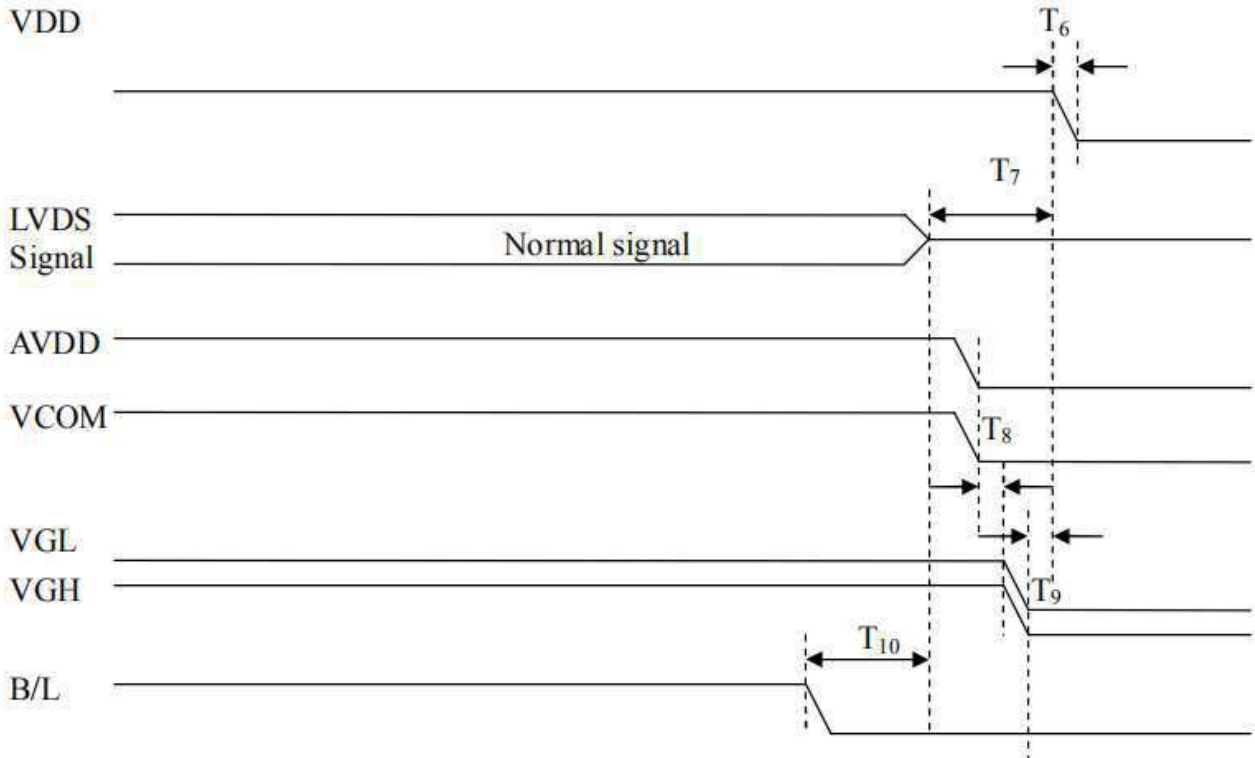 VDD
T6
T7
LVDS
Signal
Normal signal
AVDD
VCOM
T8
VGL
VGH
T9
T10
B/L